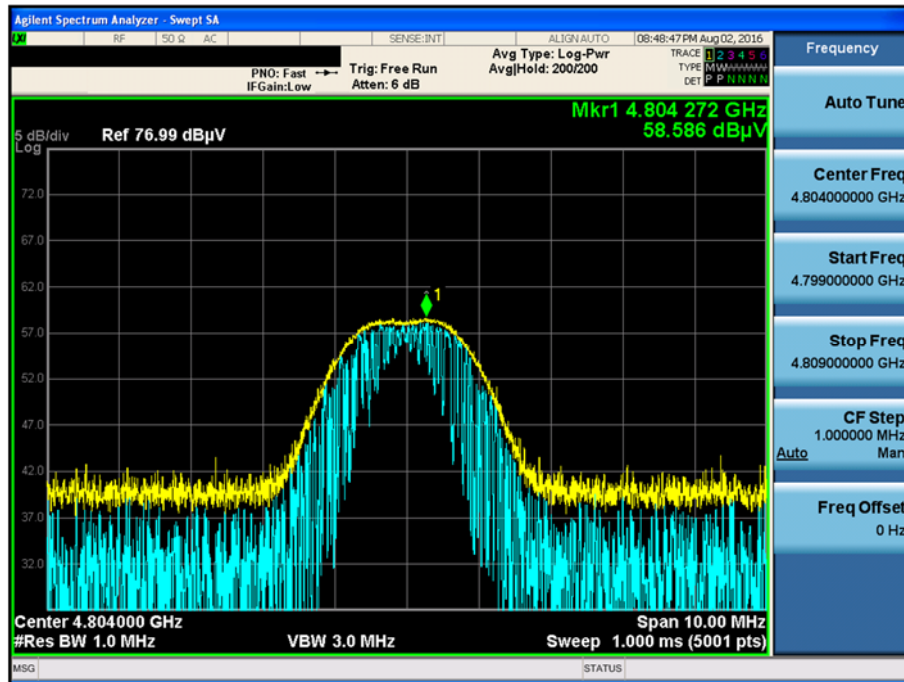 Agilent Spectrum Analyzer - Swept SA
LXI RF 50 Ω AC SENSE:INT ALIGN AUTO 08:48:47 PM Aug 02, 2016
PNO: Fast IFGain:Low
Trig: Free Run Atten: 6 dB
Avg Type: Log-Pwr Avg|Hold: 200/200
TRACE 1 2 3 4 5 6
TYPE M W W W W W
DET P P N N N N
Mkr1 4.804 272 GHz
58.586 dBµV
5 dB/div Ref 76.99 dBµV
Log
72.0
67.0
62.0
1
57.0
52.0
47.0
42.0
37.0
32.0
Center 4.804000 GHz Span 10.00 MHz
#Res BW 1.0 MHz VBW 3.0 MHz Sweep 1.000 ms (5001 pts)
MSG STATUS
Frequency
Auto Tune
Center Freq
4.804000000 GHz
Start Freq
4.799000000 GHz
Stop Freq
4.809000000 GHz
CF Step
1.000000 MHz
Auto Man
Freq Offset
0 Hz